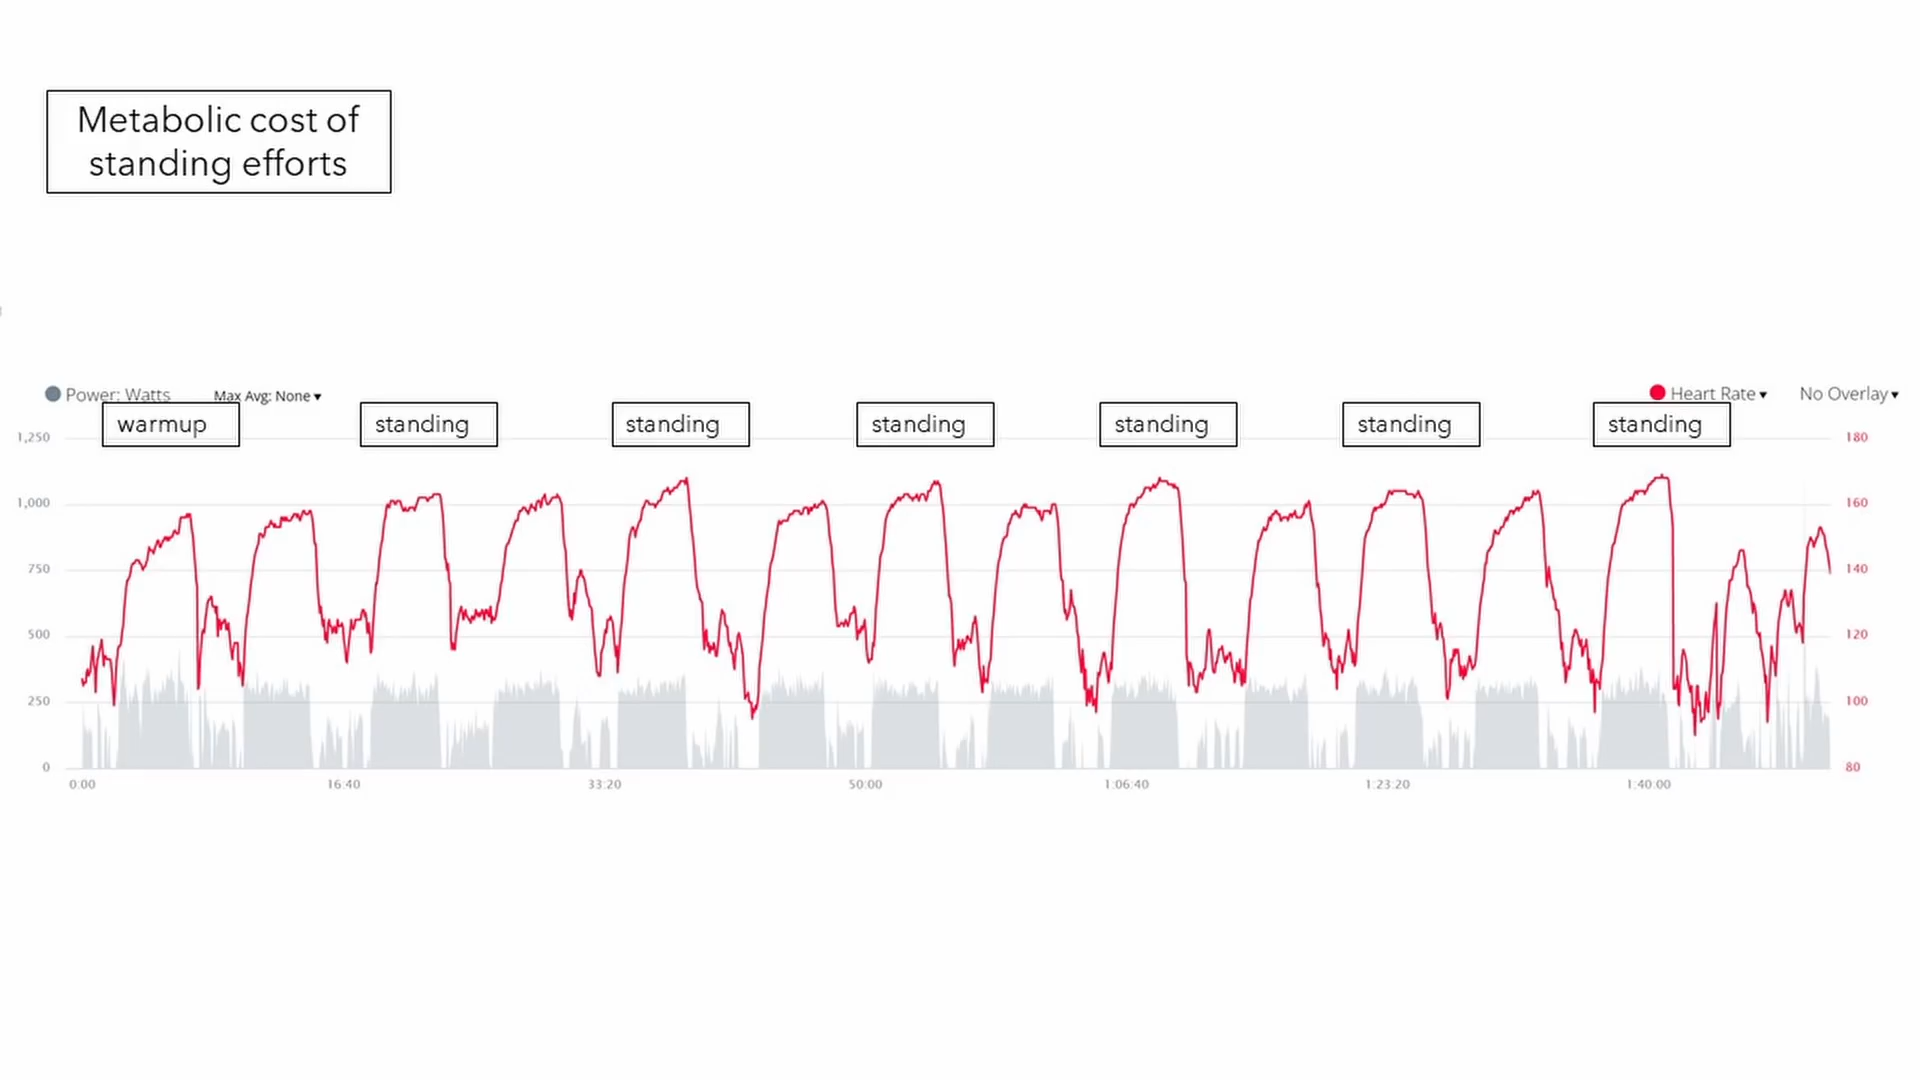 Metabolic cost of
standing efforts
Power: Watts
Max Avg: None ▾
Heart Rate ▾
No Overlay ▾
warmup
standing
standing
standing
standing
standing
standing
1,250
1,000
750
500
250
0
180
160
140
120
100
80
0:00
16:40
33:20
50:00
1:06:40
1:23:20
1:40:00